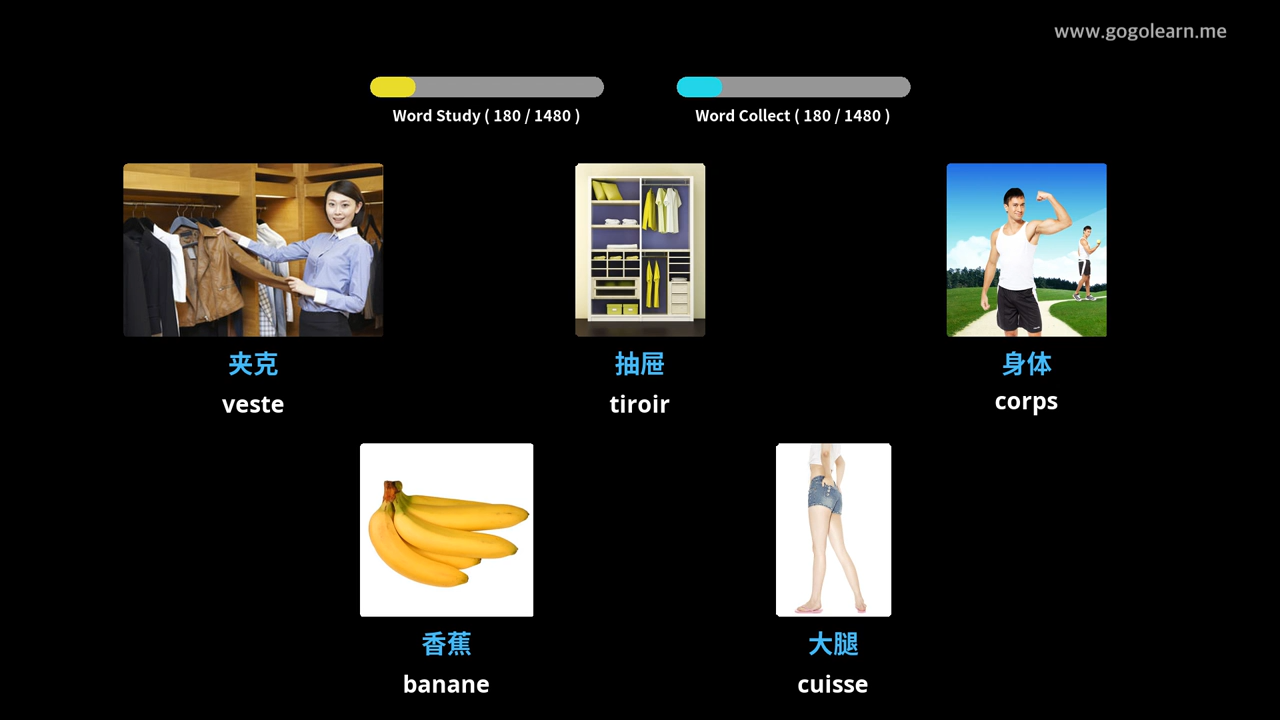 www.gogolearn.me
Word Study ( 180 / 1480 )
Word Collect ( 180 / 1480 )
夹克
抽屉
身体
veste
tiroir
corps
香蕉
大腿
banane
cuisse